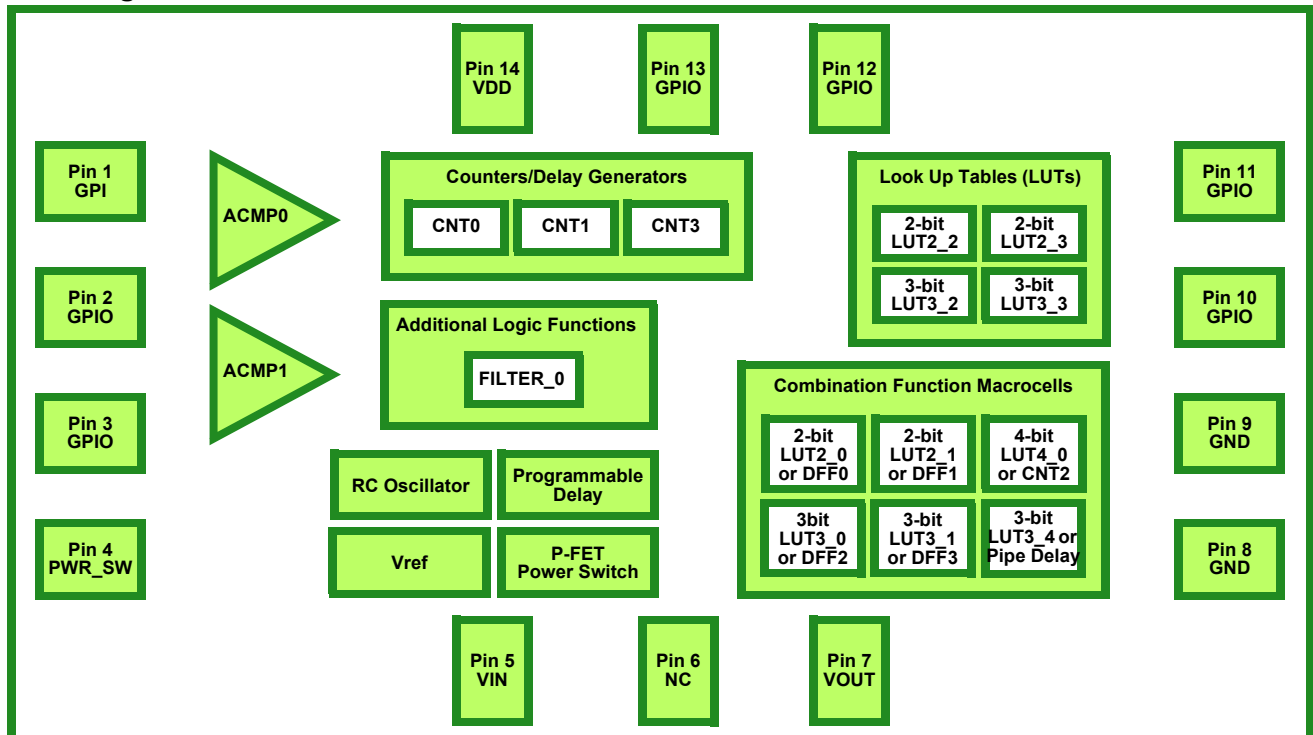 Pin 14
VDD
Pin 13
GPIO
Pin 12
GPIO
Pin 1
GPI
Pin 2
GPIO
Pin 3
GPIO
Pin 4
PWR_SW
ACMP0
ACMP1
Counters/Delay Generators
CNT0
CNT1
CNT3
Additional Logic Functions
FILTER_0
RC Oscillator
Programmable
Delay
Vref
P-FET
Power Switch
Look Up Tables (LUTs)
2-bit
LUT2_2
2-bit
LUT2_3
3-bit
LUT3_2
3-bit
LUT3_3
Combination Function Macrocells
2-bit
LUT2_0
or DFF0
2-bit
LUT2_1
or DFF1
4-bit
LUT4_0
or CNT2
3bit
LUT3_0
or DFF2
3-bit
LUT3_1
or DFF3
3-bit
LUT3_4 or
Pipe Delay
Pin 11
GPIO
Pin 10
GPIO
Pin 9
GND
Pin 8
GND
Pin 5
VIN
Pin 6
NC
Pin 7
VOUT